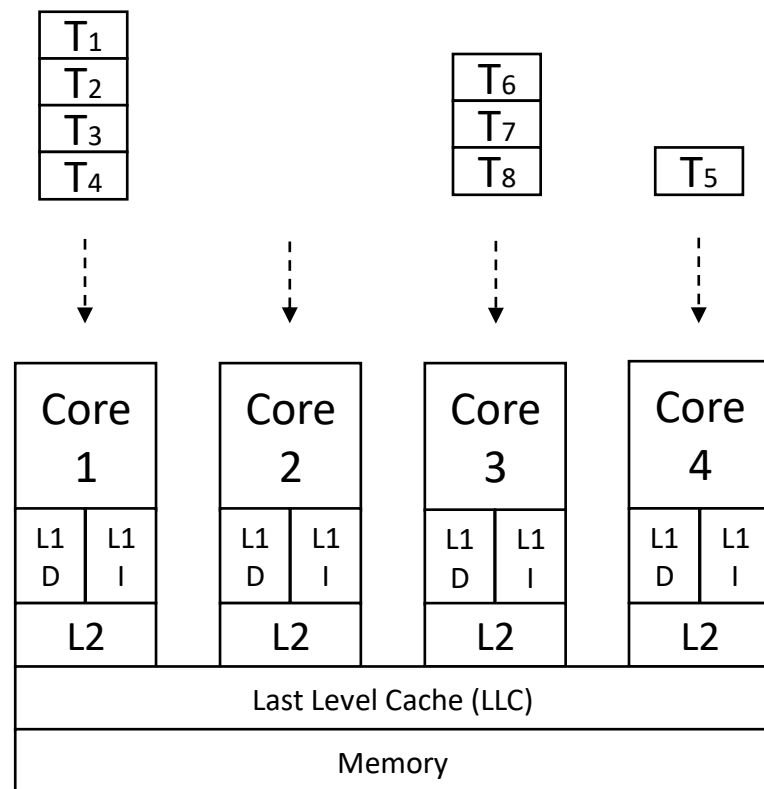 T1
T2
T3
T4
T6
T7
T8
T5
Core
1
Core
2
Core
3
Core
4
L1
D
L1
I
L1
D
L1
I
L1
D
L1
I
L1
D
L1
I
L2
L2
L2
L2
Last Level Cache (LLC)
Memory